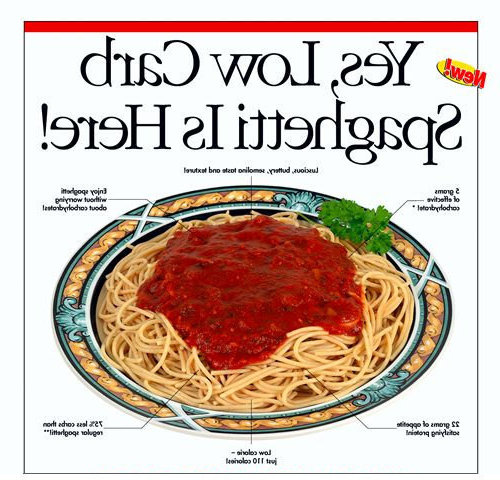 New!
Yes, Low Carb
Spaghetti Is Here!
Luscious, buttery, semolina taste and texture!
5 grams
of effective
carbohydrate! *
Enjoy spaghetti
without worrying
about carbohydrates!
22 grams of appetite
satisfying protein!
Low calorie –
just 110 calories!
75% less carbs than
regular spaghetti!**